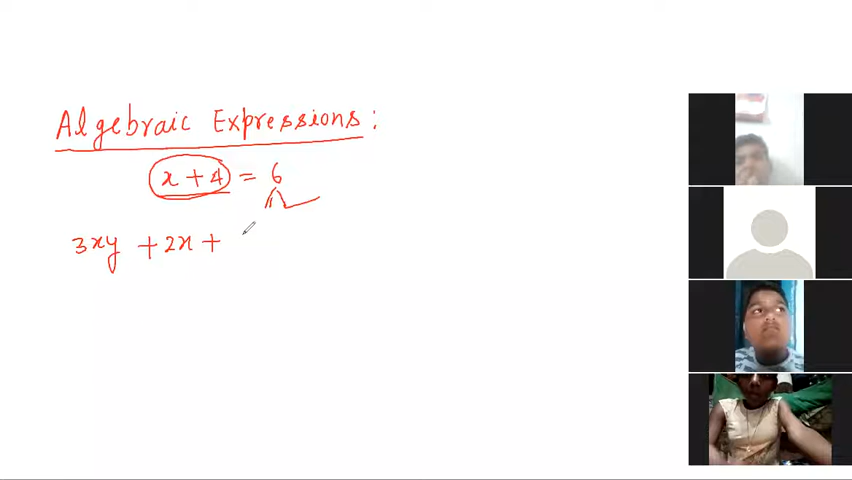 Algebraic Expressions:
x + 4 = 6
3xy + 2x +